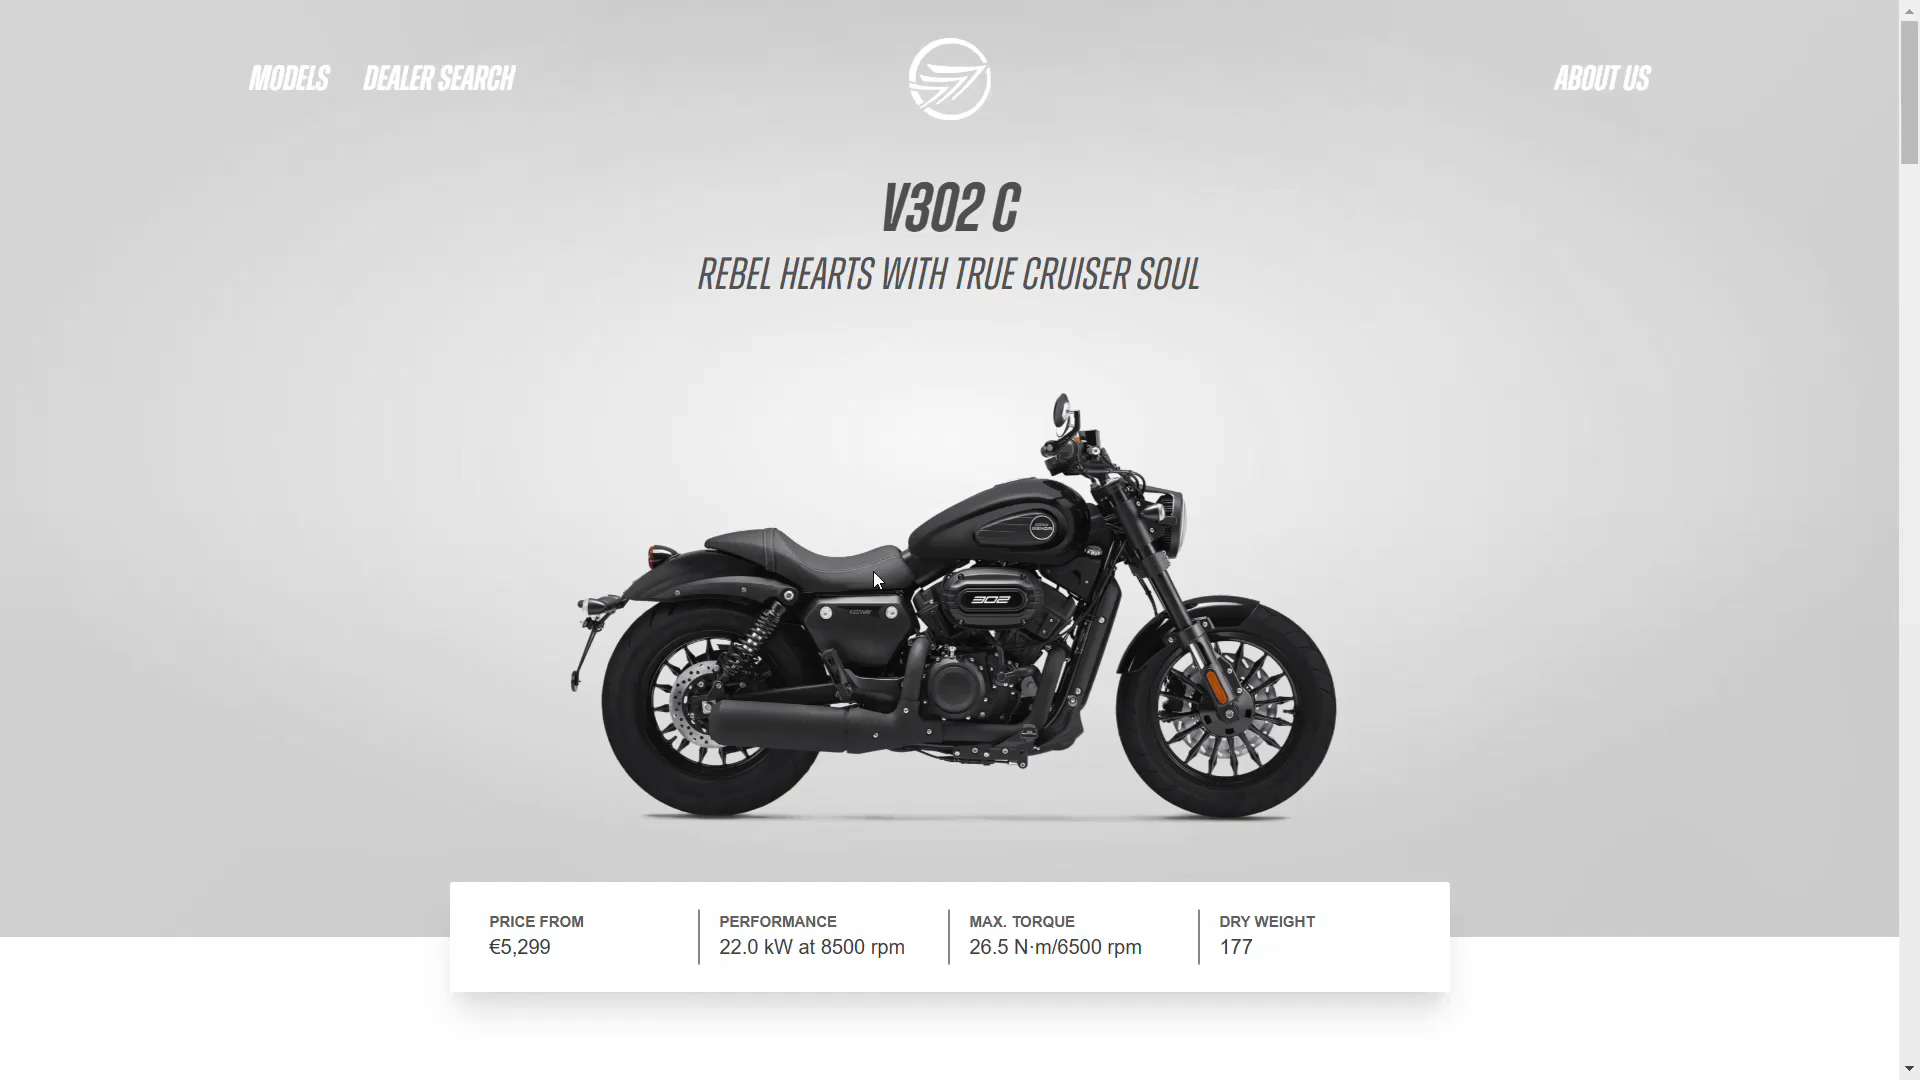 MODELS
DEALER SEARCH
ABOUT US
V302 C
REBEL HEARTS WITH TRUE CRUISER SOUL
302
KEEWAY
PRICE FROM
€5,299
PERFORMANCE
22.0 kW at 8500 rpm
MAX. TORQUE
26.5 N·m/6500 rpm
DRY WEIGHT
177